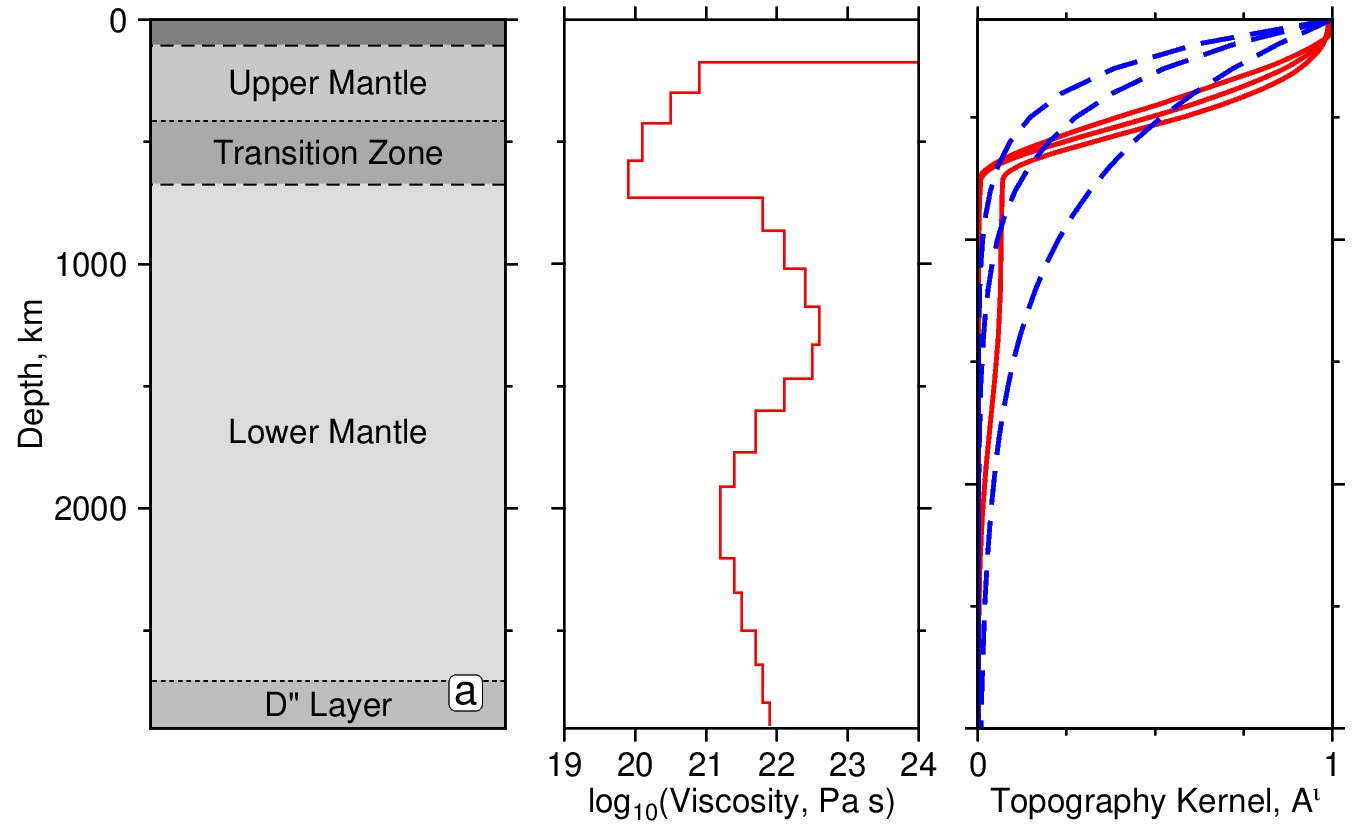 0
Upper Mantle
Transition Zone
1000
Depth, km
Lower Mantle
2000
D" Layer
a
19 20 21 22 23 24
log₁₀(Viscosity, Pa s)
0 1
Topography Kernel, Aᶥ